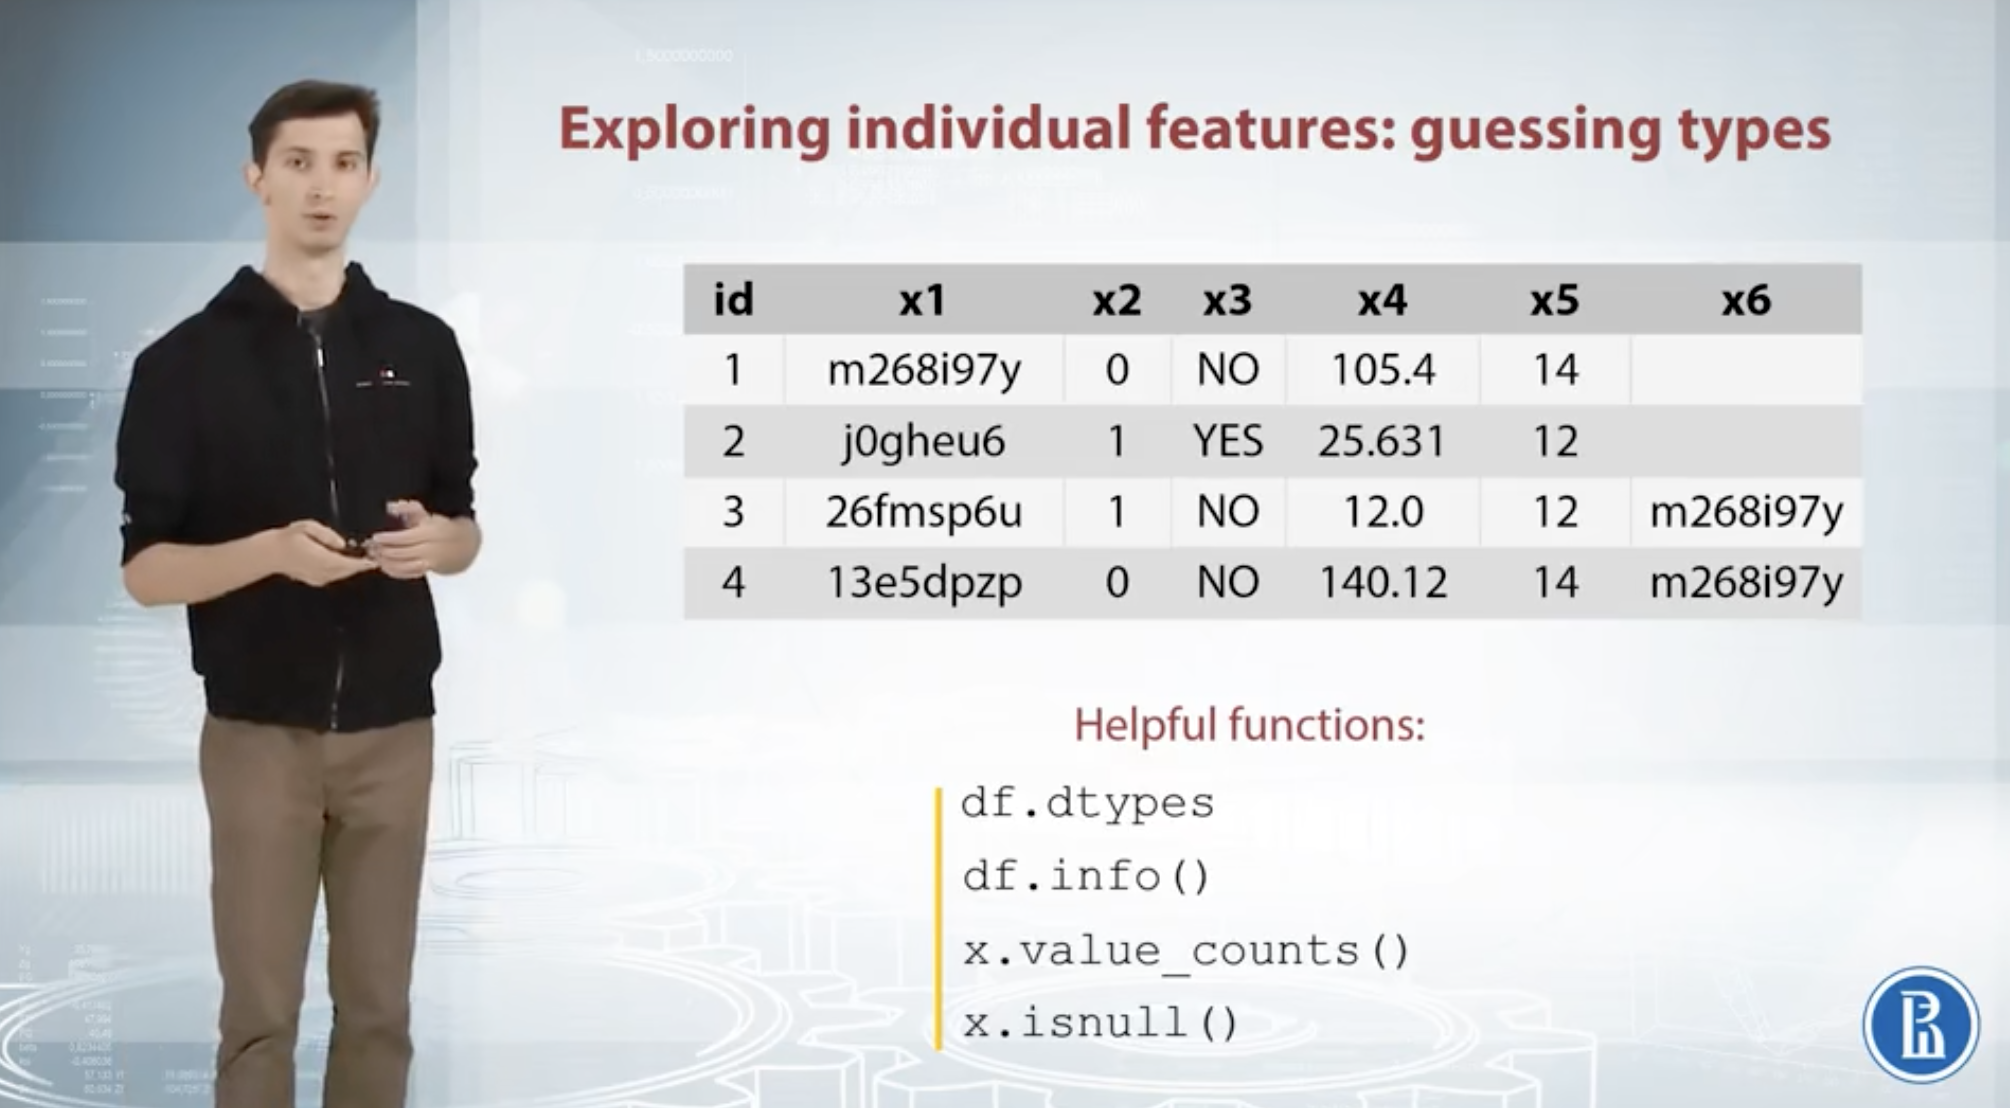 Exploring individual features: guessing types
id x1 x2 x3 x4 x5 x6
1 m268i97y 0 NO 105.4 14
2 j0gheu6 1 YES 25.631 12
3 26fmsp6u 1 NO 12.0 12 m268i97y
4 13e5dpzp 0 NO 140.12 14 m268i97y
Helpful functions:
df.dtypes
df.info()
x.value_counts()
x.isnull()